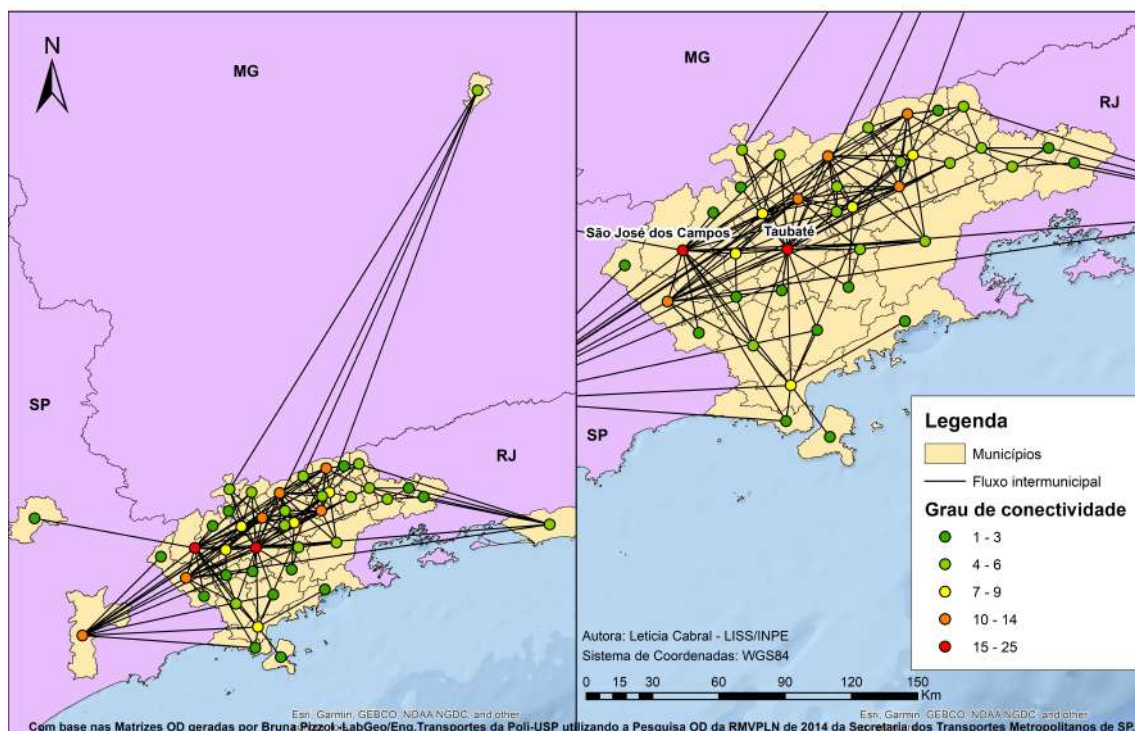 N
MG
SP
RJ
MG
RJ
São José dos Campos
Taubaté
SP
Legenda
Municípios
Fluxo intermunicipal
Grau de conectividade
1 - 3
4 - 6
7 - 9
10 - 14
15 - 25
Autora: Leticia Cabral - LISS/INPE
Sistema de Coordenadas: WGS84
0 15 30 60 90 120 150
Km
Esri, Garmin, GEBCO, NOAA NGDC, and other
Esri, Garmin, GEBCO, NOAA NGDC, and other
Com base nas Matrizes OD geradas por Bruna Pizzol -LabGeo/Eng.Transportes da Poli-USP utilizando a Pesquisa OD da RMVPLN de 2014 da Secretaria dos Transportes Metropolitanos de SP.